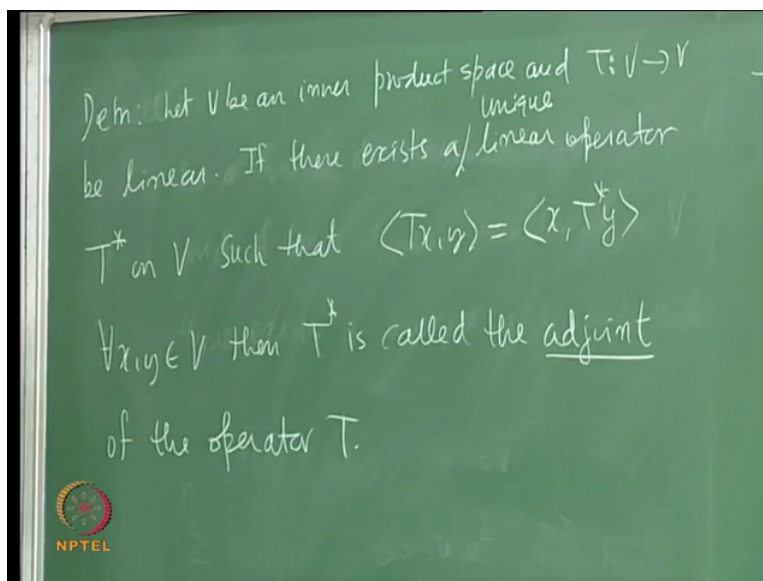 Defn: Let V be an inner product space and T: V → V
be linear. If there exists a/ unique linear operator
T* on V such that ⟨Tx, y⟩ = ⟨x, T*y⟩
∀x, y ∈ V then T* is called the adjoint
of the operator T.
NPTEL